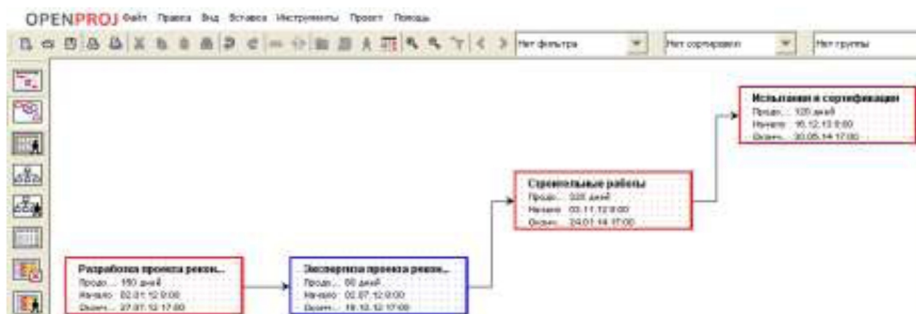 OPENPROJ Файл Правка Вид Вставка Инструменты Проект Помощь
Нет фильтра Нет сортировки Нет группы
Испытания и сертификация
Продо... 120 дней
Начало 16.12.13 8:00
Оконч... 30.05.14 17:00
Строительные работы
Продо... 320 дней
Начало 03.11.12 8:00
Оконч... 24.01.14 17:00
Разработка проекта рекон...
Продо... 150 дней
Начало 02.01.12 8:00
Оконч... 27.07.12 17:00
Экспертиза проекта рекон...
Продо... 80 дней
Начало 02.07.12 8:00
Оконч... 19.10.12 17:00